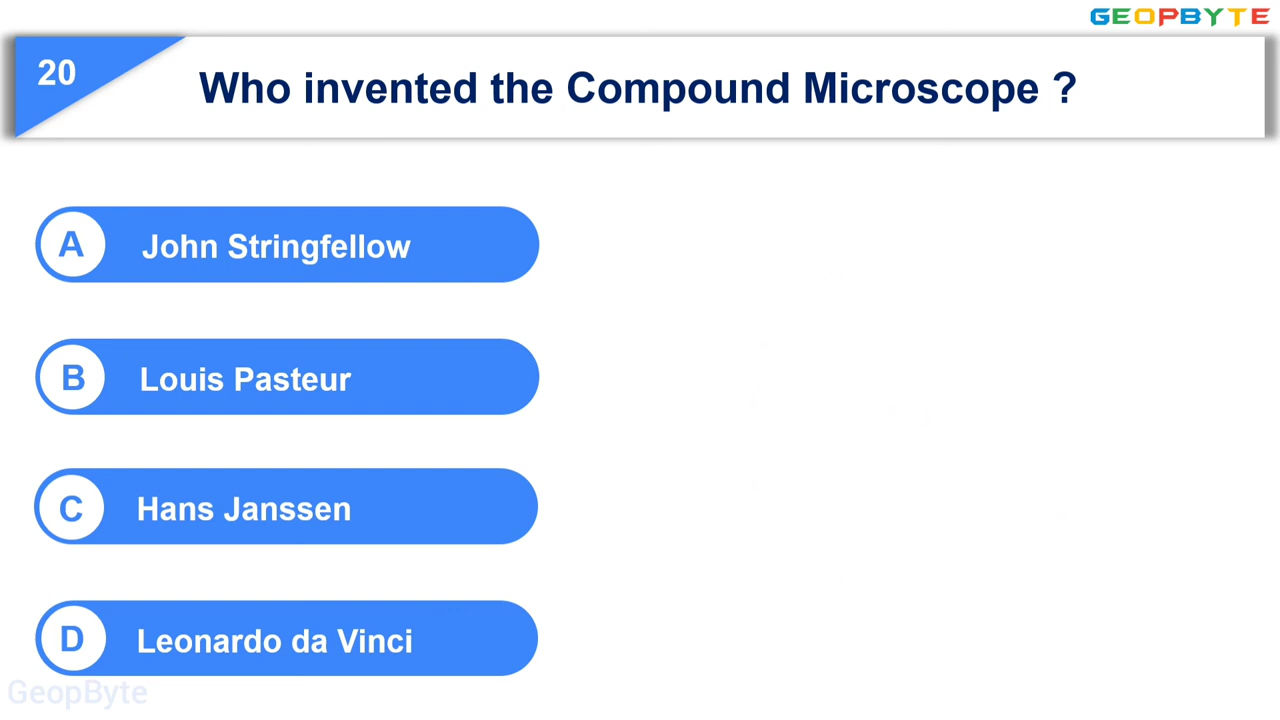 GEOPBYTE
20
Who invented the Compound Microscope ?
A
John Stringfellow
B
Louis Pasteur
C
Hans Janssen
D
Leonardo da Vinci
GeopByte